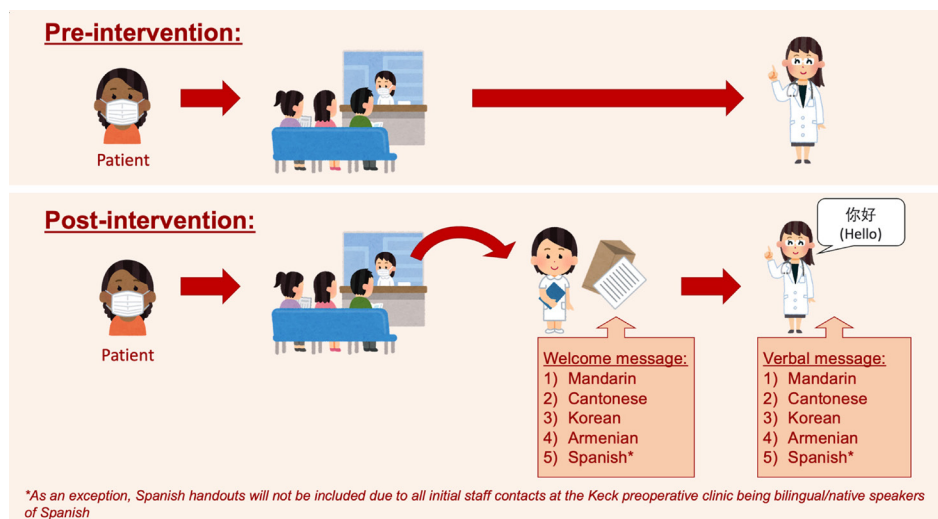 Pre-intervention:
Patient
Post-intervention:
你好
(Hello)
Patient
Welcome message:
1) Mandarin
2) Cantonese
3) Korean
4) Armenian
5) Spanish*
Verbal message:
1) Mandarin
2) Cantonese
3) Korean
4) Armenian
5) Spanish*
*As an exception, Spanish handouts will not be included due to all initial staff contacts at the Keck preoperative clinic being bilingual/native speakers
of Spanish